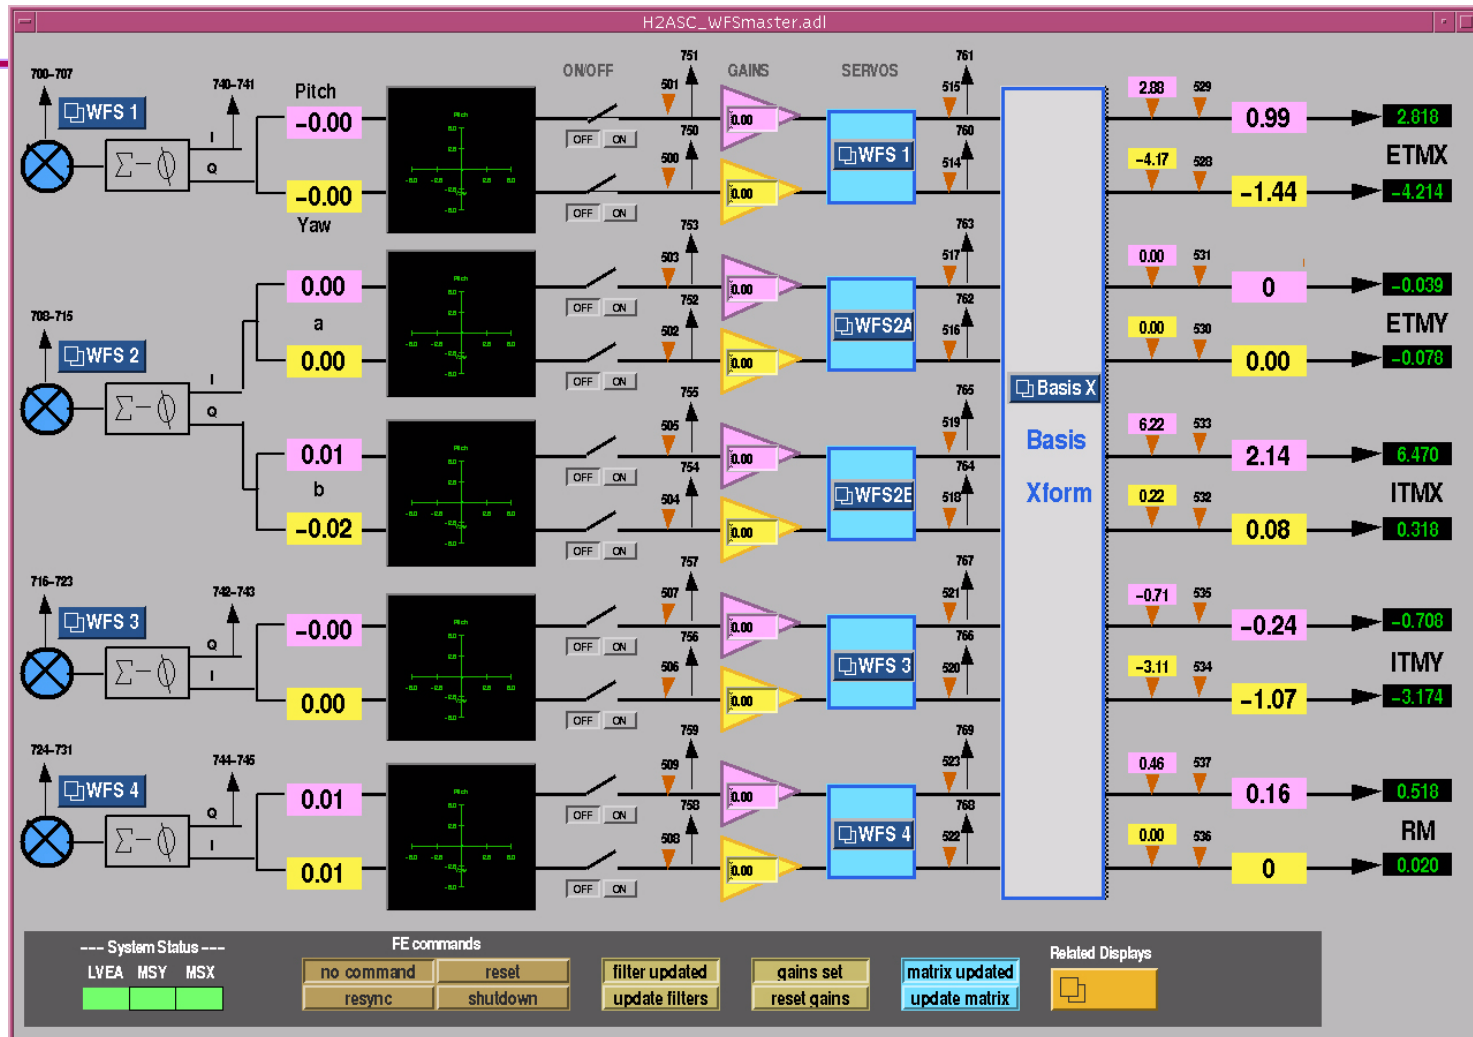 H2ASC_WFSmaster.adl
700-707
740-741
Pitch
ON/OFF
GAINS
SERVOS
WFS 1
I
Q
-0.00
-0.00
Yaw
OFF ON
OFF ON
501
751
500
750
0.00
0.00
WFS 1
515
761
514
760
2.88
529
0.99
2.818
ETMX
-4.17
528
-1.44
-4.214
708-715
WFS 2
I
Q
0.00
a
0.00
OFF ON
OFF ON
503
753
502
752
0.00
0.00
WFS2A
517
763
516
762
0.00
531
0
-0.039
ETMY
0.00
530
0.00
-0.078
Basis X
Basis
Xform
0.01
b
-0.02
OFF ON
OFF ON
505
755
504
754
0.00
0.00
519
765
518
764
6.22
533
2.14
6.470
ITMX
0.22
532
0.08
0.318
716-723
742-743
WFS 3
Q
I
-0.00
0.00
OFF ON
OFF ON
507
757
506
756
0.00
0.00
WFS 3
521
767
520
766
-0.71
535
-0.24
-0.708
ITMY
-3.11
534
-1.07
-3.174
724-731
744-745
WFS 4
Q
I
0.01
0.01
OFF ON
OFF ON
509
759
508
758
0.00
0.00
WFS 4
523
769
522
768
0.46
537
0.16
0.518
RM
0.00
536
0
0.020
--- System Status ---
LVEA MSY MSX
FE commands
no command reset
resync shutdown
filter updated
update filters
gains set
reset gains
matrix updated
update matrix
Related Displays